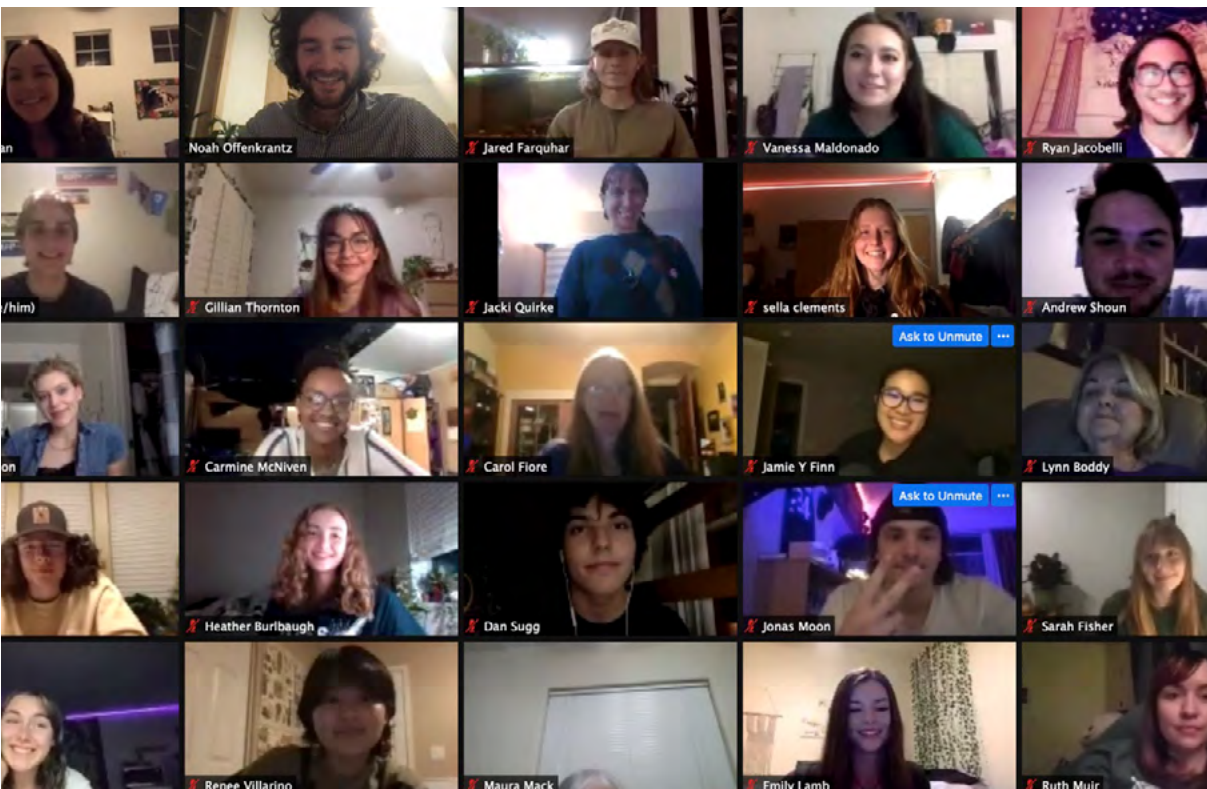 an
Noah Offenkrantz
Jared Farquhar
Vanessa Maldonado
Ryan Jacobelli
/him)
Gillian Thornton
Jacki Quirke
sella clements
Andrew Shoun
Ask to Unmute ...
on
Carmine McNiven
Carol Fiore
Jamie Y Finn
Lynn Boddy
Ask to Unmute ...
Heather Burlbaugh
Dan Sugg
Jonas Moon
Sarah Fisher
Renee Villarino
Maura Mack
Emily Lamb
Ruth Muir